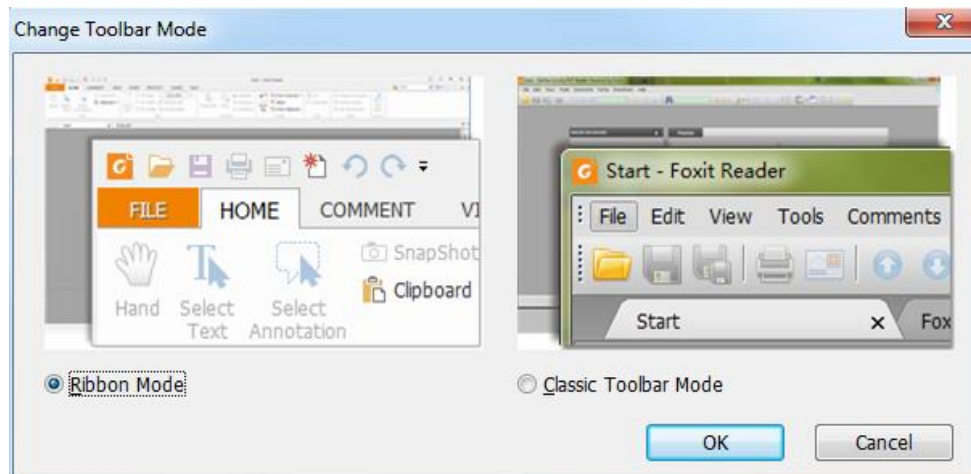 Change Toolbar Mode
FILE HOME COMMENT VI
Hand Select Text Select Annotation
SnapShot
Clipboard
Start - Foxit Reader
File Edit View Tools Comments
Start x Fox
Ribbon Mode
Classic Toolbar Mode
OK Cancel